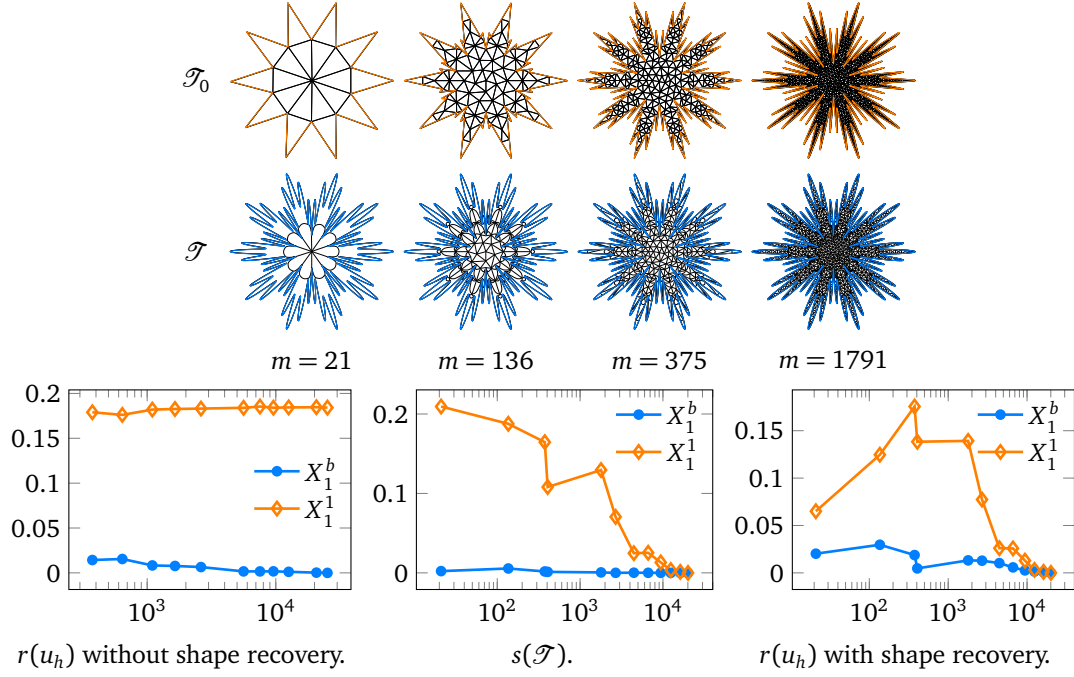 𝒯₀
𝒯
m = 21 m = 136 m = 375 m = 1791
0.2
0.15
0.1
0.05
0
10³ 10⁴
X₁ᵇ
X₁¹
r(uₕ) without shape recovery.
0.2
0.1
0
10² 10³ 10⁴
X₁ᵇ
X₁¹
s(𝒯).
0.15
0.1
0.05
0
10² 10³ 10⁴
X₁ᵇ
X₁¹
r(uₕ) with shape recovery.